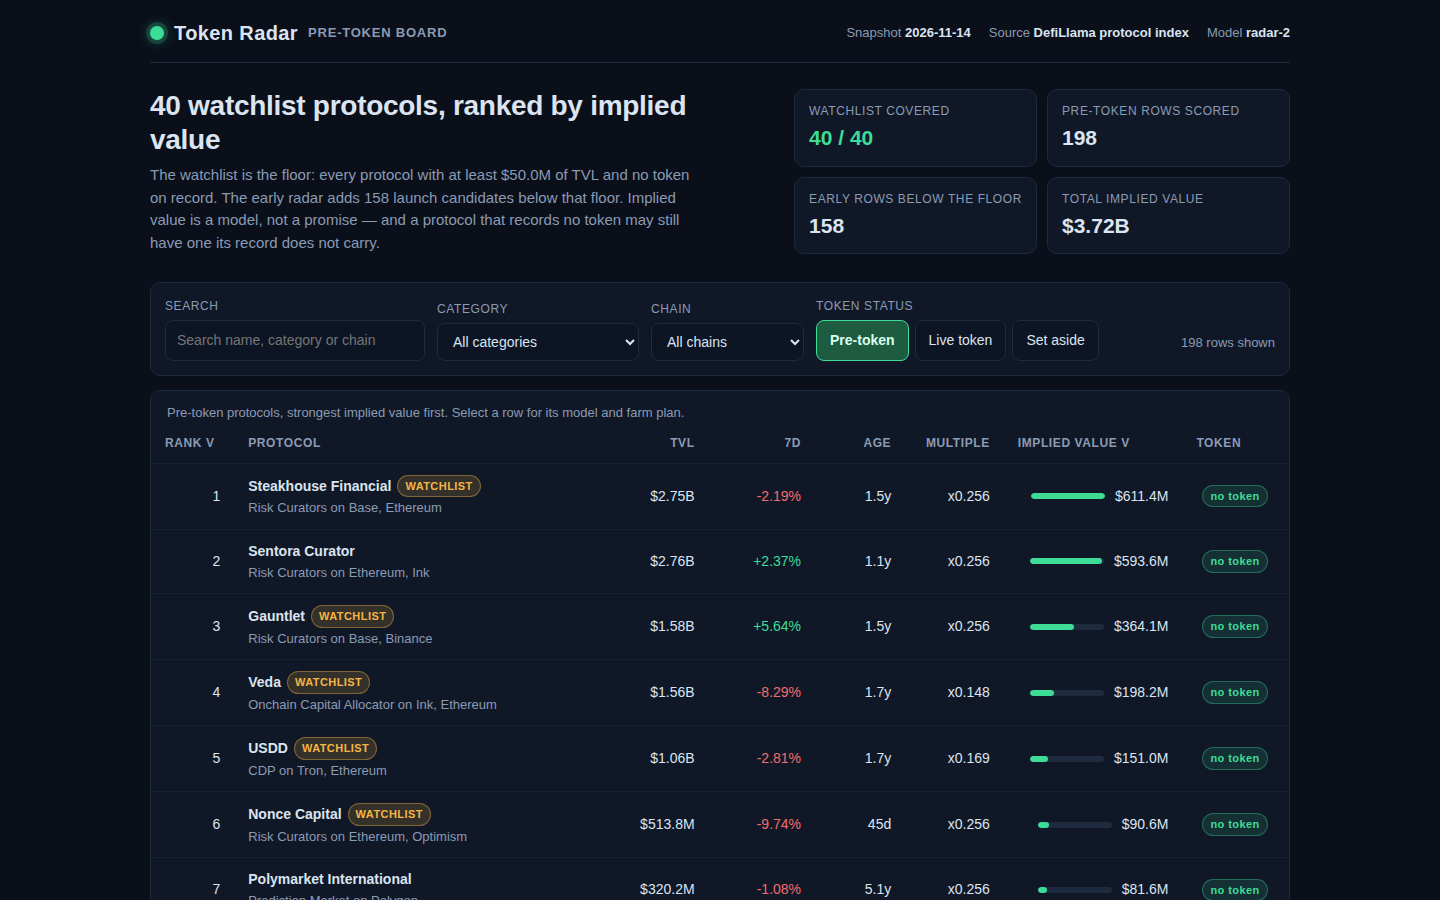 Token Radar PRE-TOKEN BOARD
Snapshot 2026-11-14 Source DefiLlama protocol index Model radar-2
40 watchlist protocols, ranked by implied
value
The watchlist is the floor: every protocol with at least $50.0M of TVL and no token
on record. The early radar adds 158 launch candidates below that floor. Implied
value is a model, not a promise — and a protocol that records no token may still
have one its record does not carry.
WATCHLIST COVERED
40 / 40
PRE-TOKEN ROWS SCORED
198
EARLY ROWS BELOW THE FLOOR
158
TOTAL IMPLIED VALUE
$3.72B
SEARCH
Search name, category or chain
CATEGORY
All categories
CHAIN
All chains
TOKEN STATUS
Pre-token Live token Set aside
198 rows shown
Pre-token protocols, strongest implied value first. Select a row for its model and farm plan.
RANK V PROTOCOL TVL 7D AGE MULTIPLE IMPLIED VALUE V TOKEN
1 Steakhouse Financial WATCHLIST $2.75B -2.19% 1.5y x0.256 $611.4M no token
Risk Curators on Base, Ethereum
2 Sentora Curator $2.76B +2.37% 1.1y x0.256 $593.6M no token
Risk Curators on Ethereum, Ink
3 Gauntlet WATCHLIST $1.58B +5.64% 1.5y x0.256 $364.1M no token
Risk Curators on Base, Binance
4 Veda WATCHLIST $1.56B -8.29% 1.7y x0.148 $198.2M no token
Onchain Capital Allocator on Ink, Ethereum
5 USDD WATCHLIST $1.06B -2.81% 1.7y x0.169 $151.0M no token
CDP on Tron, Ethereum
6 Nonce Capital WATCHLIST $513.8M -9.74% 45d x0.256 $90.6M no token
Risk Curators on Ethereum, Optimism
7 Polymarket International $320.2M -1.08% 5.1y x0.256 $81.6M no token
Prediction Market on Polygon